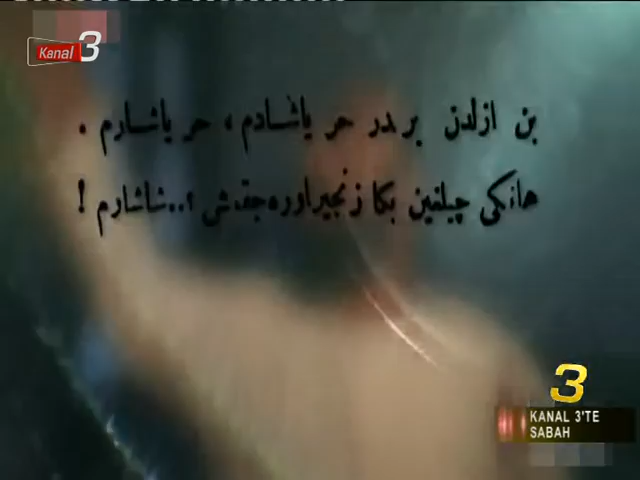 Kanal 3
بن ازلدن بریدر حر یاشادم، حر یاشارم.
هانکی چیلغین بکا زنجیر اوره جقمش ؟..شاشارم!
3
KANAL 3'TE
SABAH